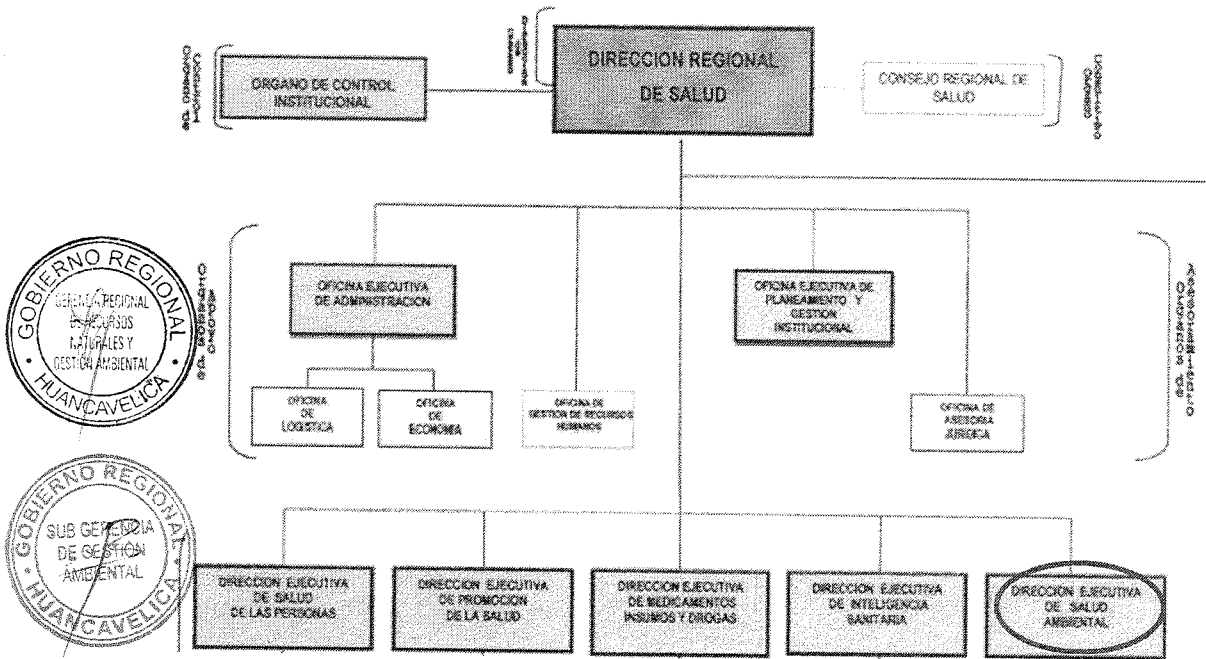 DIRECCION REGIONAL
DE SALUD
ORGANO DE CONTROL
INSTITUCIONAL
CONSEJO REGIONAL DE
SALUD
OFICINA EJECUTIVA
DE ADMINISTRACION
OFICINA EJECUTIVA DE
PLANEAMIENTO Y
GESTION
INSTITUCIONAL
OFICINA
DE
LOGISTICA
OFICINA
DE
ECONOMIA
OFICINA DE
GESTION DE RECURSOS
HUMANOS
OFICINA DE
ASESORIA
JURIDICA
GOBIERNO REGIONAL
GERENCIA REGIONAL
DE RECURSOS
NATURALES Y
GESTIÓN AMBIENTAL
HUANCAVELICA
GOBIERNO REGIONAL
SUB GERENCIA
DE GESTIÓN
AMBIENTAL
HUANCAVELICA
DIRECCION EJECUTIVA
DE SALUD
DE LAS PERSONAS
DIRECCION EJECUTIVA
DE PROMOCION
DE LA SALUD
DIRECCION EJECUTIVA
DE MEDICAMENTOS
INSUMOS Y DROGAS
DIRECCION EJECUTIVA
DE INTELIGENCIA
SANITARIA
DIRECCION EJECUTIVA
DE SALUD
AMBIENTAL